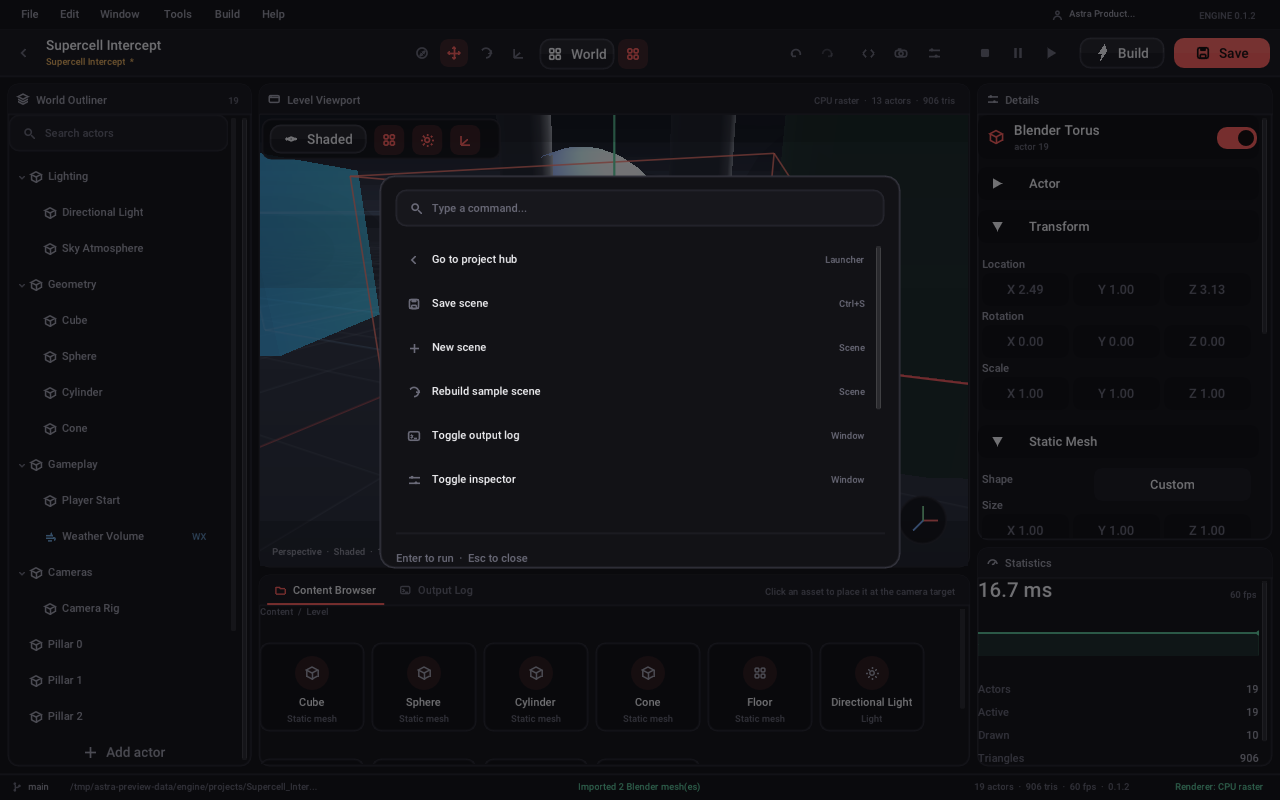 File Edit Window Tools Build Help
Astra Product...
ENGINE 0.1.2
Supercell Intercept
Supercell Intercept *
World
Build
Save
World Outliner 19
Search actors
Lighting
Directional Light
Sky Atmosphere
Geometry
Cube
Sphere
Cylinder
Cone
Gameplay
Player Start
Weather Volume WX
Cameras
Camera Rig
Pillar 0
Pillar 1
Pillar 2
Add actor
Level Viewport
CPU raster · 13 actors · 906 tris
Shaded
Type a command...
Go to project hub Launcher
Save scene Ctrl+S
New scene Scene
Rebuild sample scene Scene
Toggle output log Window
Toggle inspector Window
Enter to run · Esc to close
Perspective · Shaded ·
Content Browser
Output Log
Click an asset to place it at the camera target
Content / Level
Cube
Static mesh
Sphere
Static mesh
Cylinder
Static mesh
Cone
Static mesh
Floor
Static mesh
Directional Light
Light
Details
Blender Torus
actor 19
Actor
Transform
Location
X 2.49 Y 1.00 Z 3.13
Rotation
X 0.00 Y 0.00 Z 0.00
Scale
X 1.00 Y 1.00 Z 1.00
Static Mesh
Shape Custom
Size
X 1.00 Y 1.00 Z 1.00
Statistics
16.7 ms 60 fps
Actors 19
Active 19
Drawn 10
Triangles 906
main
/tmp/astra-preview-data/engine/projects/Supercell_Inter...
Imported 2 Blender mesh(es)
19 actors · 906 tris · 60 fps · 0.1.2
Renderer: CPU raster